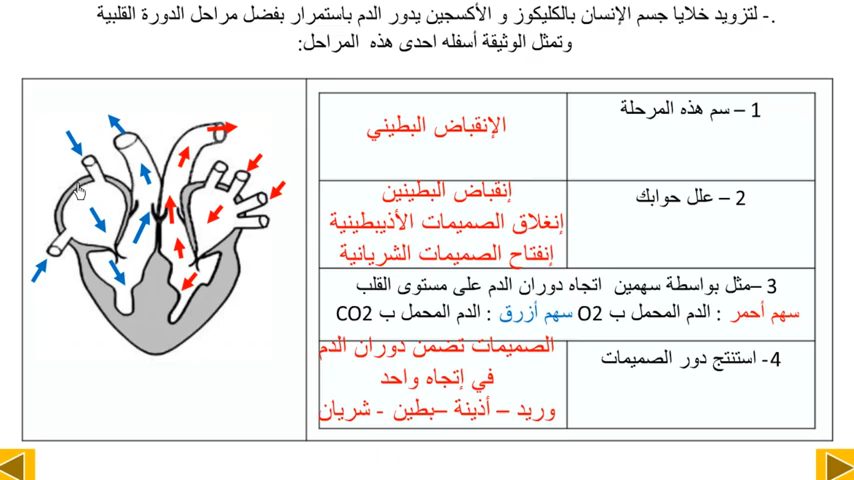 .- لتزويد خلايا جسم الإنسان بالكليكوز و الأكسجين يدور الدم باستمرار بفضل مراحل الدورة القلبية
وتمثل الوثيقة أسفله احدى هذه المراحل:
1 – سم هذه المرحلة
الإنقباض البطيني
2 – علل حوابك
إنقباض البطينين
إنغلاق الصميمات الأذيبطينية
إنفتاح الصميمات الشريانية
3 –مثل بواسطة سهمين اتجاه دوران الدم على مستوى القلب
سهم أحمر : الدم المحمل ب O2 سهم أزرق : الدم المحمل ب CO2
4- استنتج دور الصميمات
الصميمات تضمن دوران الدم
في إتجاه واحد
وريد – أذينة –بطين - شريان